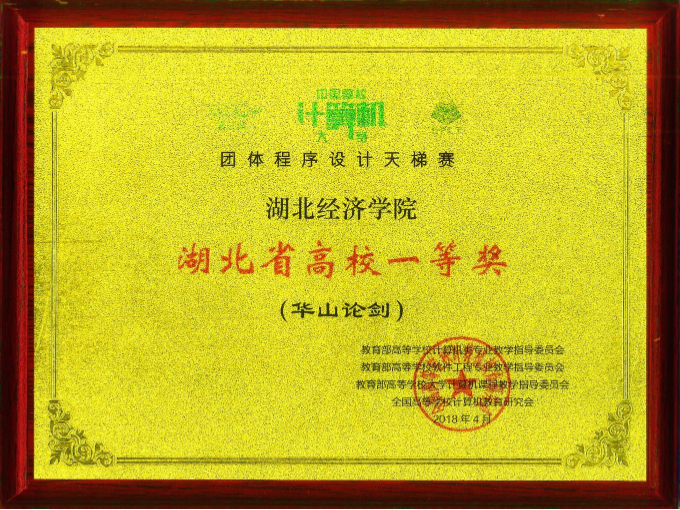 中国高校
计算机
大赛
团体程序设计天梯赛
湖北经济学院
湖北省高校一等奖
(华山论剑)
教育部高等学校计算机类专业教学指导委员会
教育部高等学校软件工程专业教学指导委员会
教育部高等学校大学计算机课程教学指导委员会
全国高等学校计算机教育研究会
2018年4月